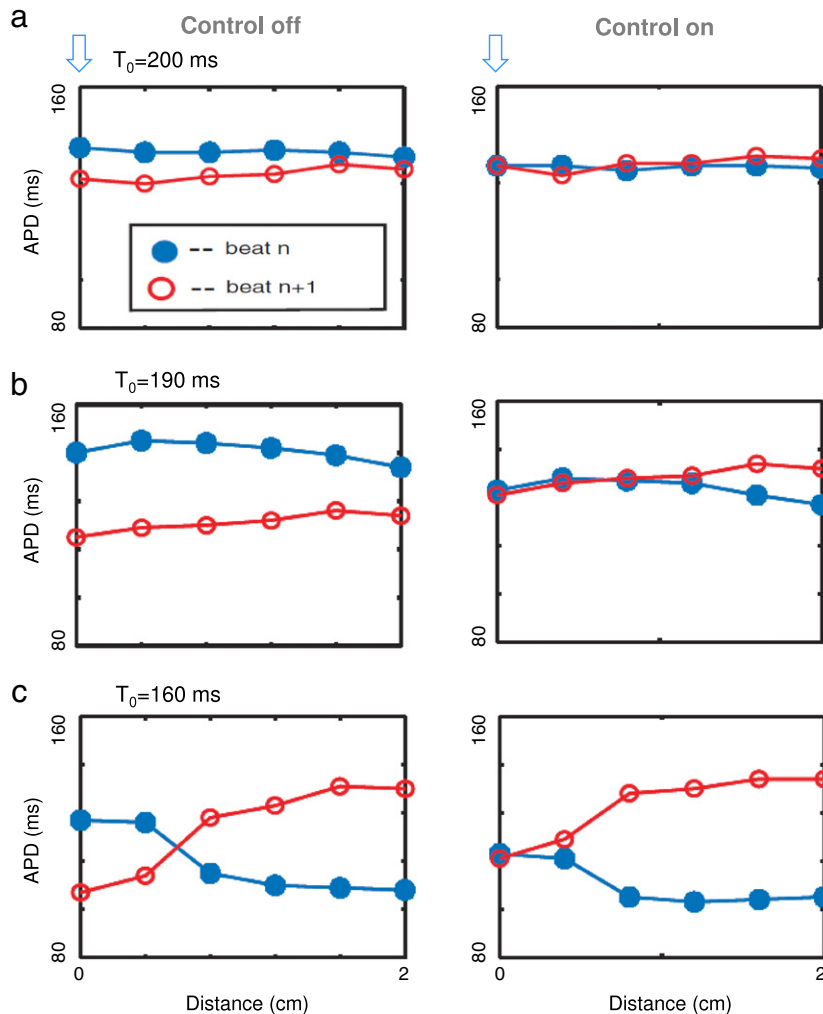 a
Control off
Control on
T₀=200 ms
160
APD (ms)
80
-- beat n
-- beat n+1
160
80
b
T₀=190 ms
160
APD (ms)
80
160
80
c
T₀=160 ms
160
APD (ms)
80
160
80
0
2
0
2
Distance (cm)
Distance (cm)